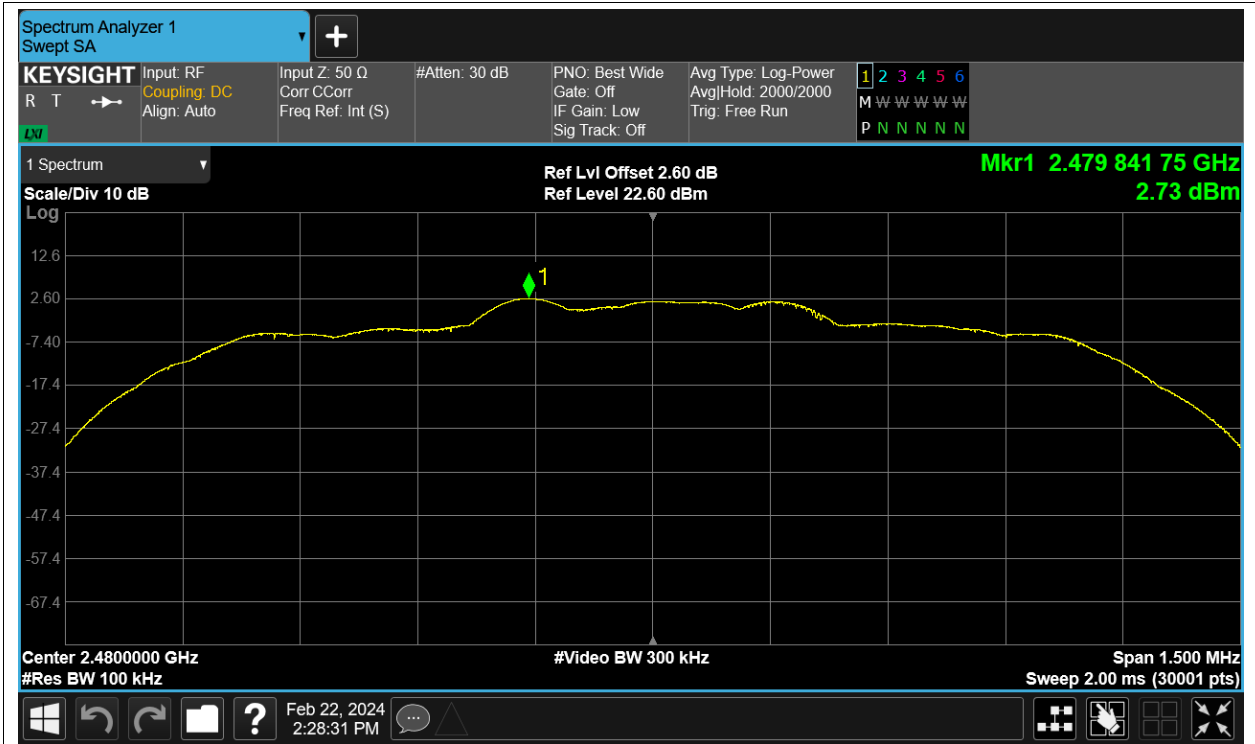 Spectrum Analyzer 1
Swept SA
KEYSIGHT
R T
LXI
Input: RF
Coupling: DC
Align: Auto
Input Z: 50 Ω
Corr CCorr
Freq Ref: Int (S)
#Atten: 30 dB
PNO: Best Wide
Gate: Off
IF Gain: Low
Sig Track: Off
Avg Type: Log-Power
Avg|Hold: 2000/2000
Trig: Free Run
1 2 3 4 5 6
M W W W W W
P N N N N N
1 Spectrum
Scale/Div 10 dB
Log
Ref Lvl Offset 2.60 dB
Ref Level 22.60 dBm
Mkr1 2.479 841 75 GHz
2.73 dBm
12.6
2.60
-7.40
-17.4
-27.4
-37.4
-47.4
-57.4
-67.4
1
Center 2.4800000 GHz
#Res BW 100 kHz
#Video BW 300 kHz
Span 1.500 MHz
Sweep 2.00 ms (30001 pts)
?
Feb 22, 2024
2:28:31 PM